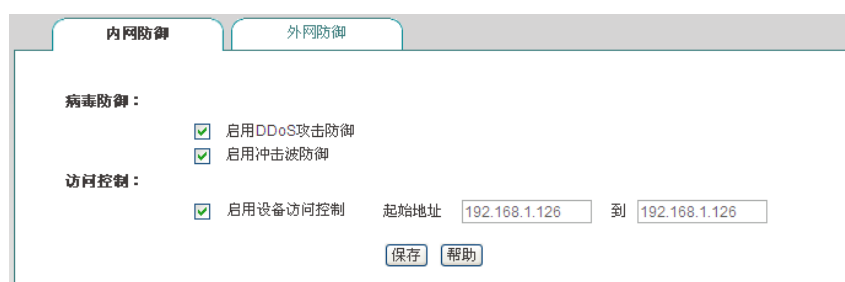 内网防御 外网防御
病毒防御：
启用DDoS攻击防御
启用冲击波防御
访问控制：
启用设备访问控制 起始地址 192.168.1.126 到 192.168.1.126
保存 帮助